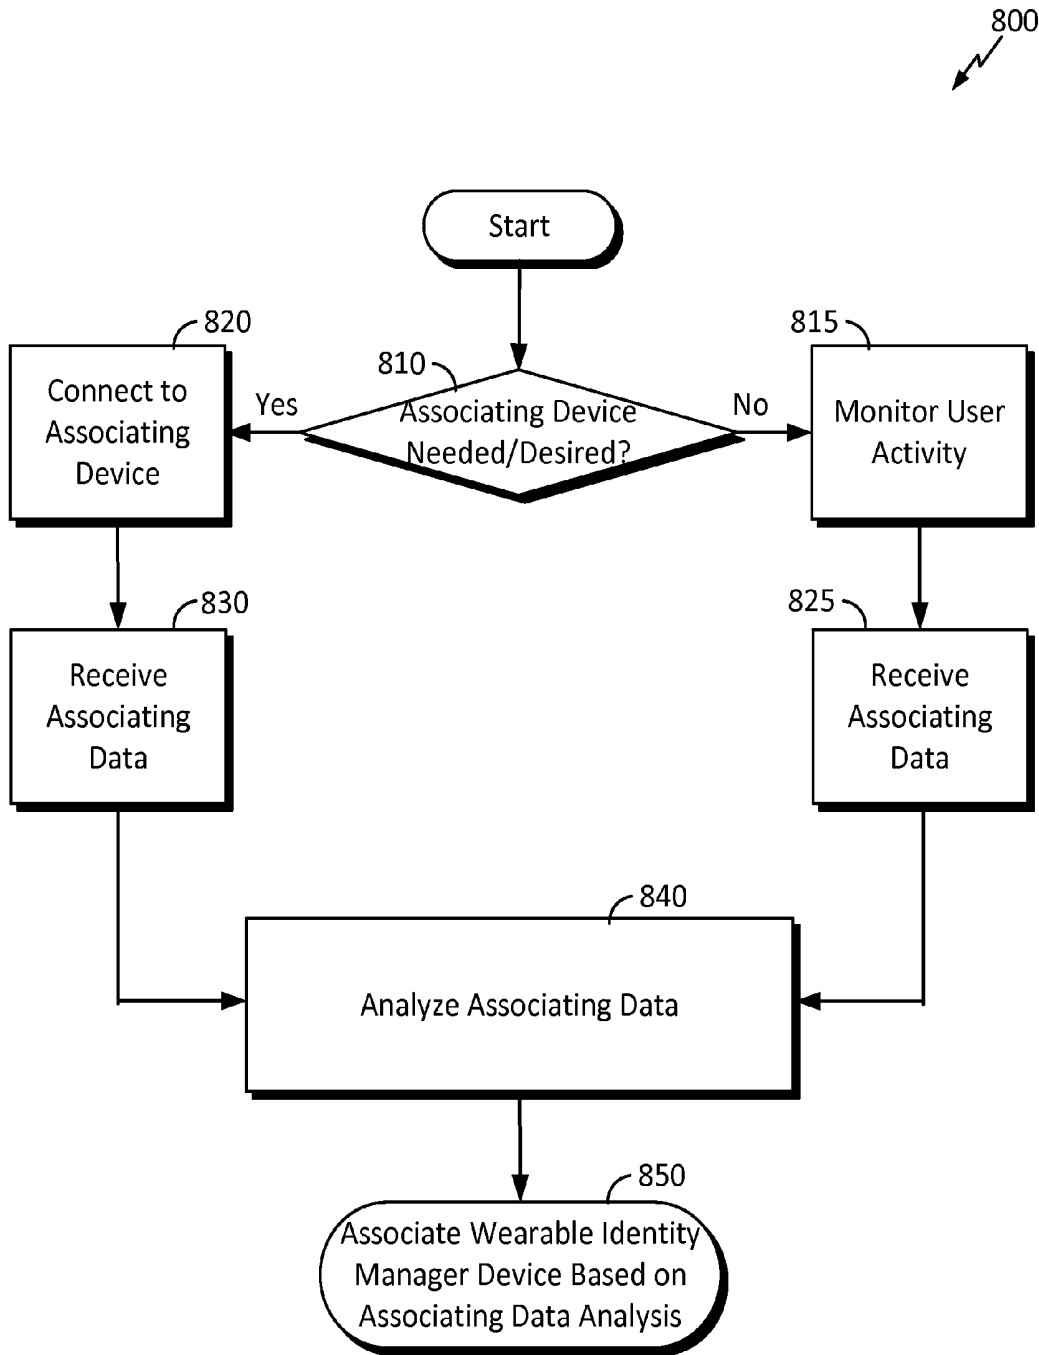 800
Start
820
810
815
Connect to
Associating
Device
Yes
Associating Device
Needed/Desired?
No
Monitor User
Activity
830
825
Receive
Associating
Data
Receive
Associating
Data
840
Analyze Associating Data
850
Associate Wearable Identity
Manager Device Based on
Associating Data Analysis